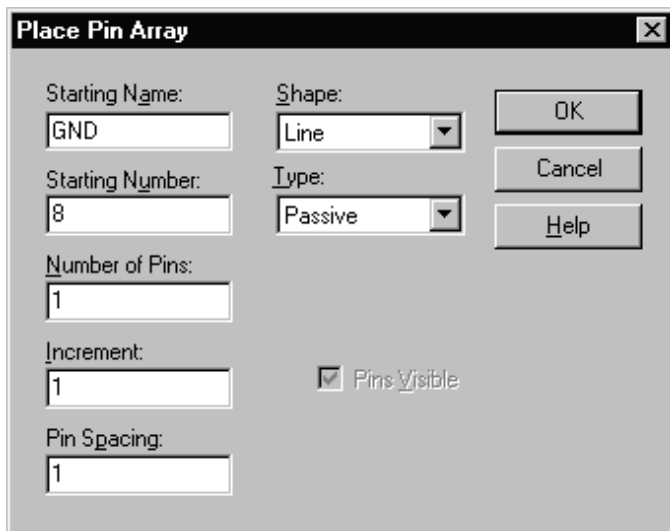 Place Pin Array
Starting Name:
GND
Shape:
Line
OK
Starting Number:
8
Type:
Passive
Cancel
Help
Number of Pins:
1
Increment:
1
Pins Visible
Pin Spacing:
1